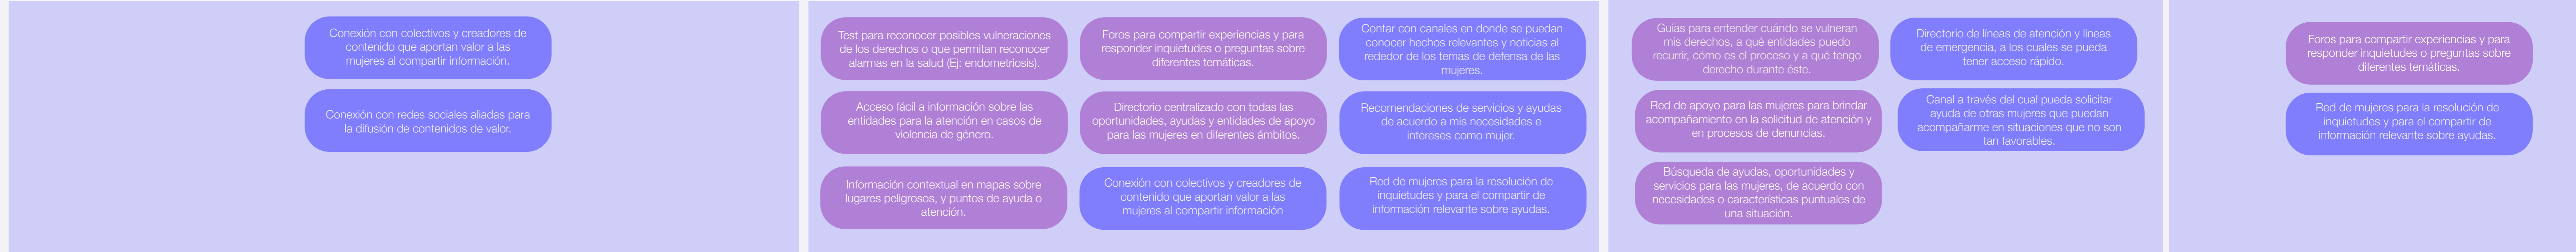 Conexión con colectivos y creadores de
contenido que aportan valor a las
mujeres al compartir información.
Conexión con redes sociales aliadas para
la difusión de contenidos de valor.
Test para reconocer posibles vulneraciones
de los derechos o que permitan reconocer
alarmas en la salud (Ej: endometriosis).
Foros para compartir experiencias y para
responder inquietudes o preguntas sobre
diferentes temáticas.
Contar con canales en donde se puedan
conocer hechos relevantes y noticias al
rededor de los temas de defensa de las
mujeres.
Acceso fácil a información sobre las
entidades para la atención en casos de
violencia de género.
Directorio centralizado con todas las
oportunidades, ayudas y entidades de apoyo
para las mujeres en diferentes ámbitos.
Recomendaciones de servicios y ayudas
de acuerdo a mis necesidades e
intereses como mujer.
Información contextual en mapas sobre
lugares peligrosos, y puntos de ayuda o
atención.
Conexión con colectivos y creadores de
contenido que aportan valor a las
mujeres al compartir información
Red de mujeres para la resolución de
inquietudes y para el compartir de
información relevante sobre ayudas.
Guías para entender cuándo se vulneran
mis derechos, a qué entidades puedo
recurrir, cómo es el proceso y a qué tengo
derecho durante éste.
Directorio de líneas de atención y líneas
de emergencia, a los cuales se pueda
tener acceso rápido.
Red de apoyo para las mujeres para brindar
acompañamiento en la solicitud de atención y
en procesos de denuncias.
Canal a través del cual pueda solicitar
ayuda de otras mujeres que puedan
acompañarme en situaciones que no son
tan favorables.
Búsqueda de ayudas, oportunidades y
servicios para las mujeres, de acuerdo con
necesidades o características puntuales de
una situación.
Foros para compartir experiencias y para
responder inquietudes o preguntas sobre
diferentes temáticas.
Red de mujeres para la resolución de
inquietudes y para el compartir de
información relevante sobre ayudas.